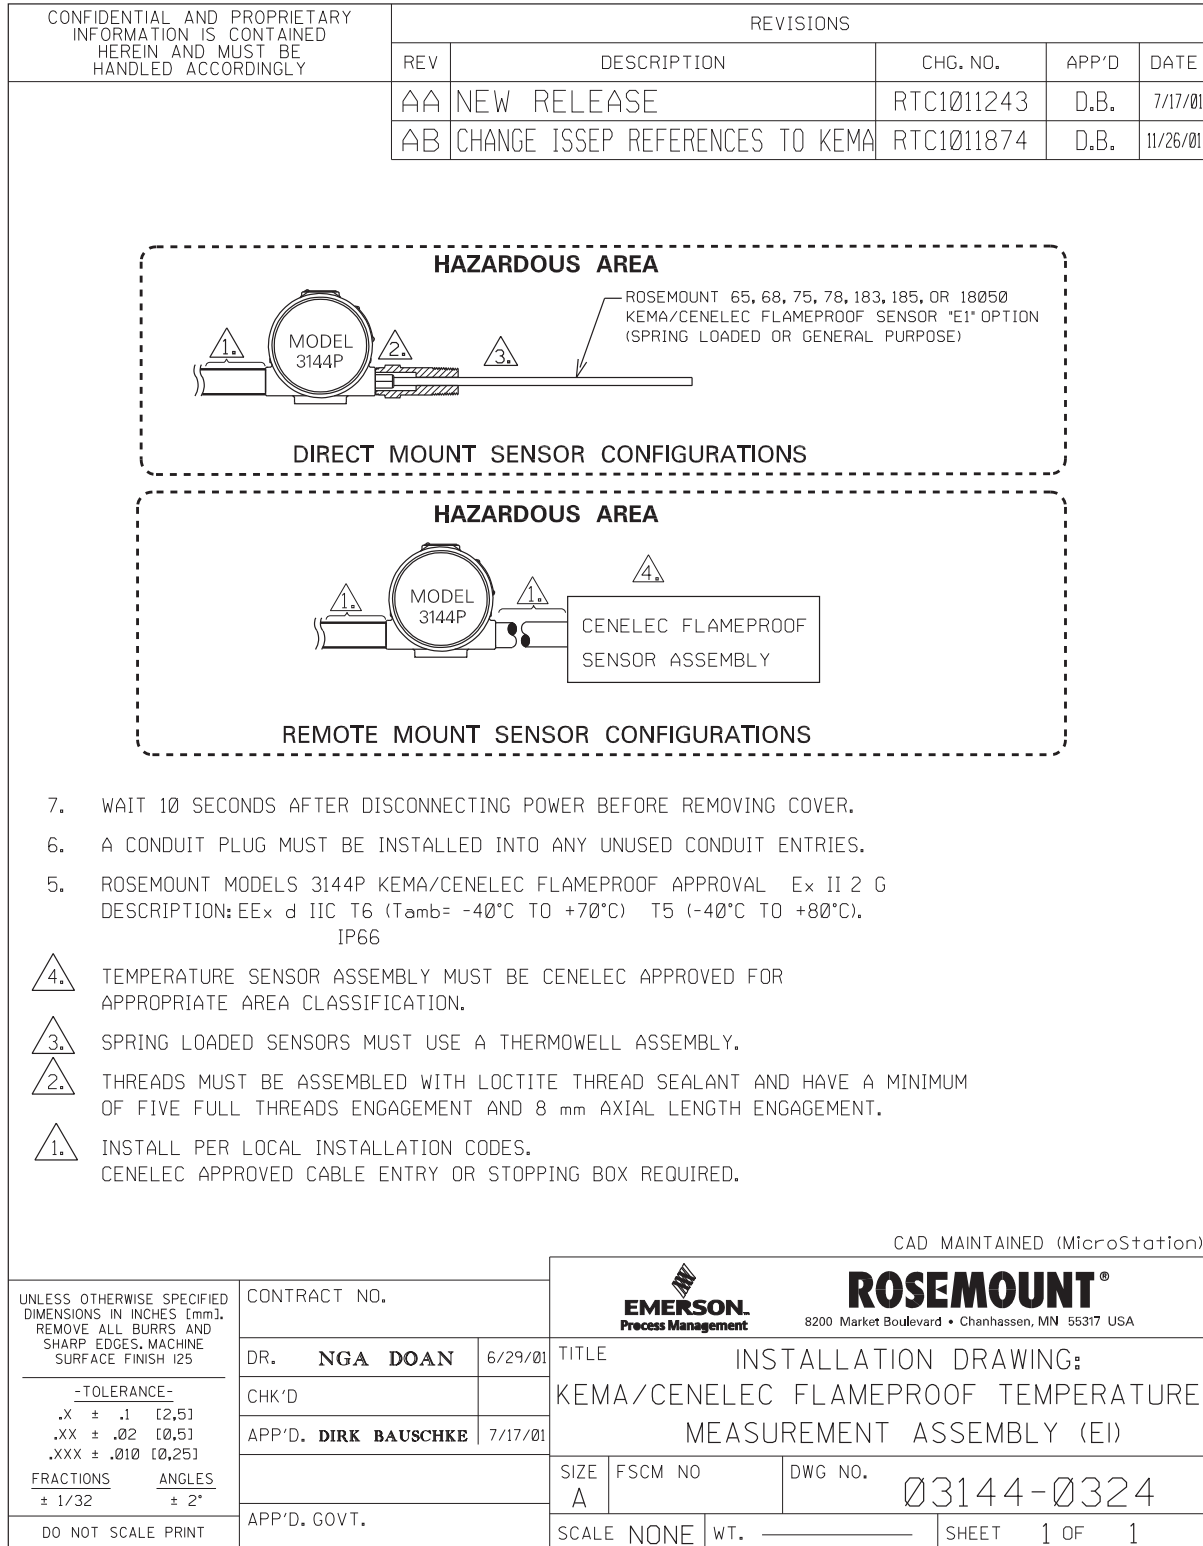 CONFIDENTIAL AND PROPRIETARY
INFORMATION IS CONTAINED
HEREIN AND MUST BE
HANDLED ACCORDINGLY
REVISIONS
REV DESCRIPTION CHG. NO. APP'D DATE
AA NEW RELEASE RTC1011243 D.B. 7/17/01
AB CHANGE ISSEP REFERENCES TO KEMA RTC1011874 D.B. 11/26/01
HAZARDOUS AREA
ROSEMOUNT 65, 68, 75, 78, 183, 185, OR 18050
KEMA/CENELEC FLAMEPROOF SENSOR "E1" OPTION
(SPRING LOADED OR GENERAL PURPOSE)
1.
MODEL
3144P
2.
3.
DIRECT MOUNT SENSOR CONFIGURATIONS
HAZARDOUS AREA
1.
MODEL
3144P
1.
4.
CENELEC FLAMEPROOF
SENSOR ASSEMBLY
REMOTE MOUNT SENSOR CONFIGURATIONS
7. WAIT 10 SECONDS AFTER DISCONNECTING POWER BEFORE REMOVING COVER.
6. A CONDUIT PLUG MUST BE INSTALLED INTO ANY UNUSED CONDUIT ENTRIES.
5. ROSEMOUNT MODELS 3144P KEMA/CENELEC FLAMEPROOF APPROVAL Ex II 2 G
DESCRIPTION: EEx d IIC T6 (Tamb= -40°C TO +70°C) T5 (-40°C TO +80°C).
IP66
4. TEMPERATURE SENSOR ASSEMBLY MUST BE CENELEC APPROVED FOR
APPROPRIATE AREA CLASSIFICATION.
3. SPRING LOADED SENSORS MUST USE A THERMOWELL ASSEMBLY.
2. THREADS MUST BE ASSEMBLED WITH LOCTITE THREAD SEALANT AND HAVE A MINIMUM
OF FIVE FULL THREADS ENGAGEMENT AND 8 mm AXIAL LENGTH ENGAGEMENT.
1. INSTALL PER LOCAL INSTALLATION CODES.
CENELEC APPROVED CABLE ENTRY OR STOPPING BOX REQUIRED.
CAD MAINTAINED (MicroStation)
UNLESS OTHERWISE SPECIFIED
DIMENSIONS IN INCHES [mm].
REMOVE ALL BURRS AND
SHARP EDGES. MACHINE
SURFACE FINISH 125
-TOLERANCE-
.X ± .1 [2,5]
.XX ± .02 [0,5]
.XXX ± .010 [0,25]
FRACTIONS ANGLES
± 1/32 ± 2°
DO NOT SCALE PRINT
CONTRACT NO.
DR. NGA DOAN 6/29/01
CHK'D
APP'D. DIRK BAUSCHKE 7/17/01
APP'D. GOVT.
EMERSON.
Process Management
ROSEMOUNT®
8200 Market Boulevard • Chanhassen, MN 55317 USA
TITLE INSTALLATION DRAWING:
KEMA/CENELEC FLAMEPROOF TEMPERATURE
MEASUREMENT ASSEMBLY (EI)
SIZE A FSCM NO DWG NO. 03144-0324
SCALE NONE WT. SHEET 1 OF 1